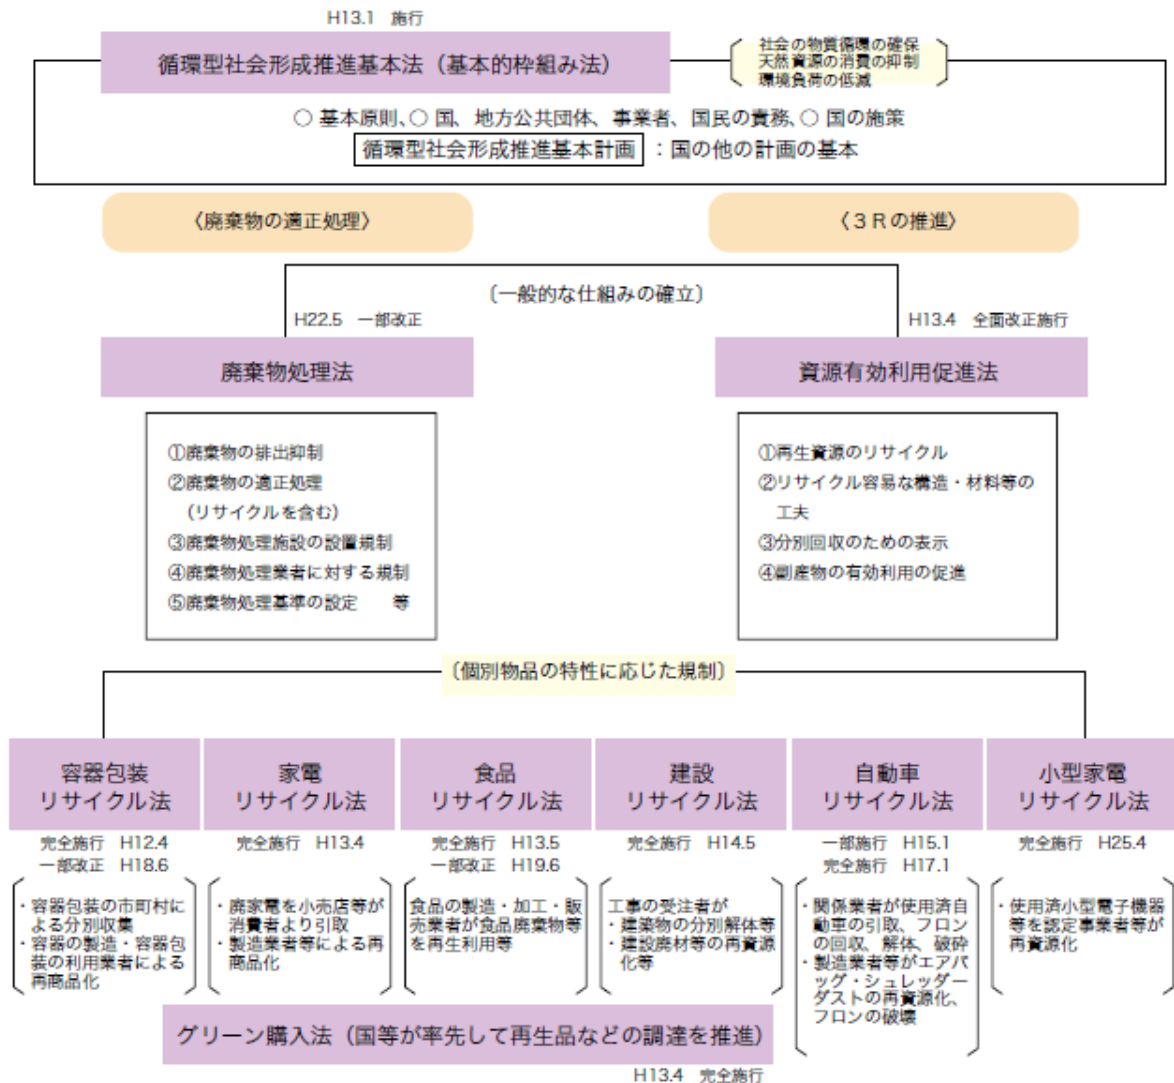 H13.1 施行
循環型社会形成推進基本法（基本的枠組み法）
社会の物質循環の確保
天然資源の消費の抑制
環境負荷の低減
○ 基本原則、○ 国、地方公共団体、事業者、国民の責務、○ 国の施策
循環型社会形成推進基本計画 ：国の他の計画の基本
〈廃棄物の適正処理〉
〈３Ｒの推進〉
〔一般的な仕組みの確立〕
H22.5 一部改正
廃棄物処理法
①廃棄物の排出抑制
②廃棄物の適正処理
（リサイクルを含む）
③廃棄物処理施設の設置規制
④廃棄物処理業者に対する規制
⑤廃棄物処理基準の設定　　等
H13.4 全面改正施行
資源有効利用促進法
①再生資源のリサイクル
②リサイクル容易な構造・材料等の
工夫
③分別回収のための表示
④副産物の有効利用の促進
〔個別物品の特性に応じた規制〕
容器包装
リサイクル法
完全施行 H12.4
一部改正 H18.6
・容器包装の市町村に
よる分別収集
・容器の製造・容器包
装の利用業者による
再商品化
家電
リサイクル法
完全施行 H13.4
・廃家電を小売店等が
消費者より引取
・製造業者等による再
商品化
食品
リサイクル法
完全施行 H13.5
一部改正 H19.6
食品の製造・加工・販
売業者が食品廃棄物等
を再生利用等
建設
リサイクル法
完全施行 H14.5
工事の受注者が
・建築物の分別解体等
・建設廃材等の再資源
化等
自動車
リサイクル法
一部施行 H15.1
完全施行 H17.1
・関係業者が使用済自
動車の引取、フロン
の回収、解体、破砕
・製造業者等がエアバ
ッグ・シュレッダー
ダストの再資源化、
フロンの破壊
小型家電
リサイクル法
完全施行 H25.4
・使用済小型電子機器
等を認定事業者等が
再資源化
グリーン購入法（国等が率先して再生品などの調達を推進）
H13.4 完全施行